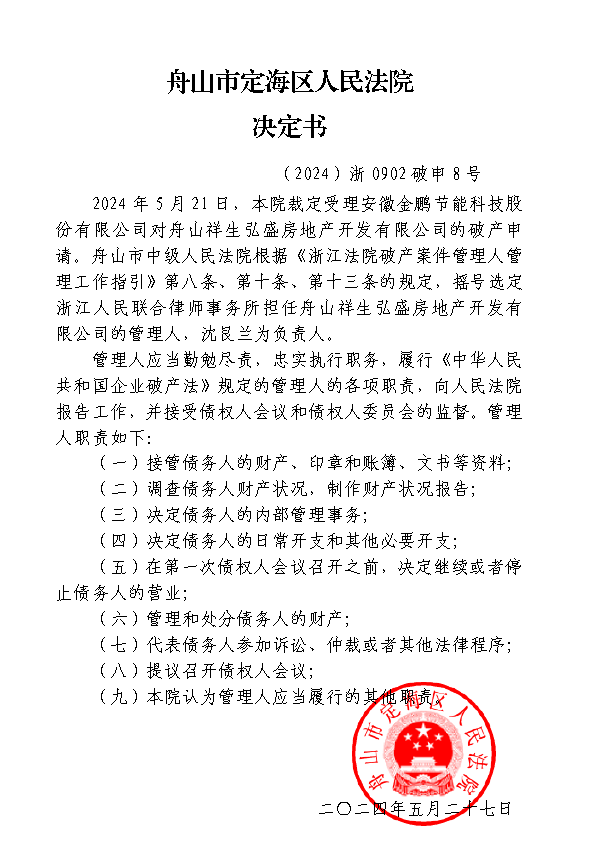 舟山市定海区人民法院
决定书
（2024）浙0902破申8号
2024年5月21日，本院裁定受理安徽金鹏节能科技股
份有限公司对舟山祥生弘盛房地产开发有限公司的破产申
请。舟山市中级人民法院根据《浙江法院破产案件管理人管
理工作指引》第八条、第十条、第十三条的规定，摇号选定
浙江人民联合律师事务所担任舟山祥生弘盛房地产开发有
限公司的管理人，沈艮兰为负责人。
管理人应当勤勉尽责，忠实执行职务，履行《中华人民
共和国企业破产法》规定的管理人的各项职责，向人民法院
报告工作，并接受债权人会议和债权人委员会的监督。管理
人职责如下：
（一）接管债务人的财产、印章和账簿、文书等资料；
（二）调查债务人财产状况，制作财产状况报告；
（三）决定债务人的内部管理事务；
（四）决定债务人的日常开支和其他必要开支；
（五）在第一次债权人会议召开之前，决定继续或者停
止债务人的营业；
（六）管理和处分债务人的财产；
（七）代表债务人参加诉讼、仲裁或者其他法律程序；
（八）提议召开债权人会议；
（九）本院认为管理人应当履行的其他职责。
舟山市定海区人民法院
二〇二四年五月二十七日